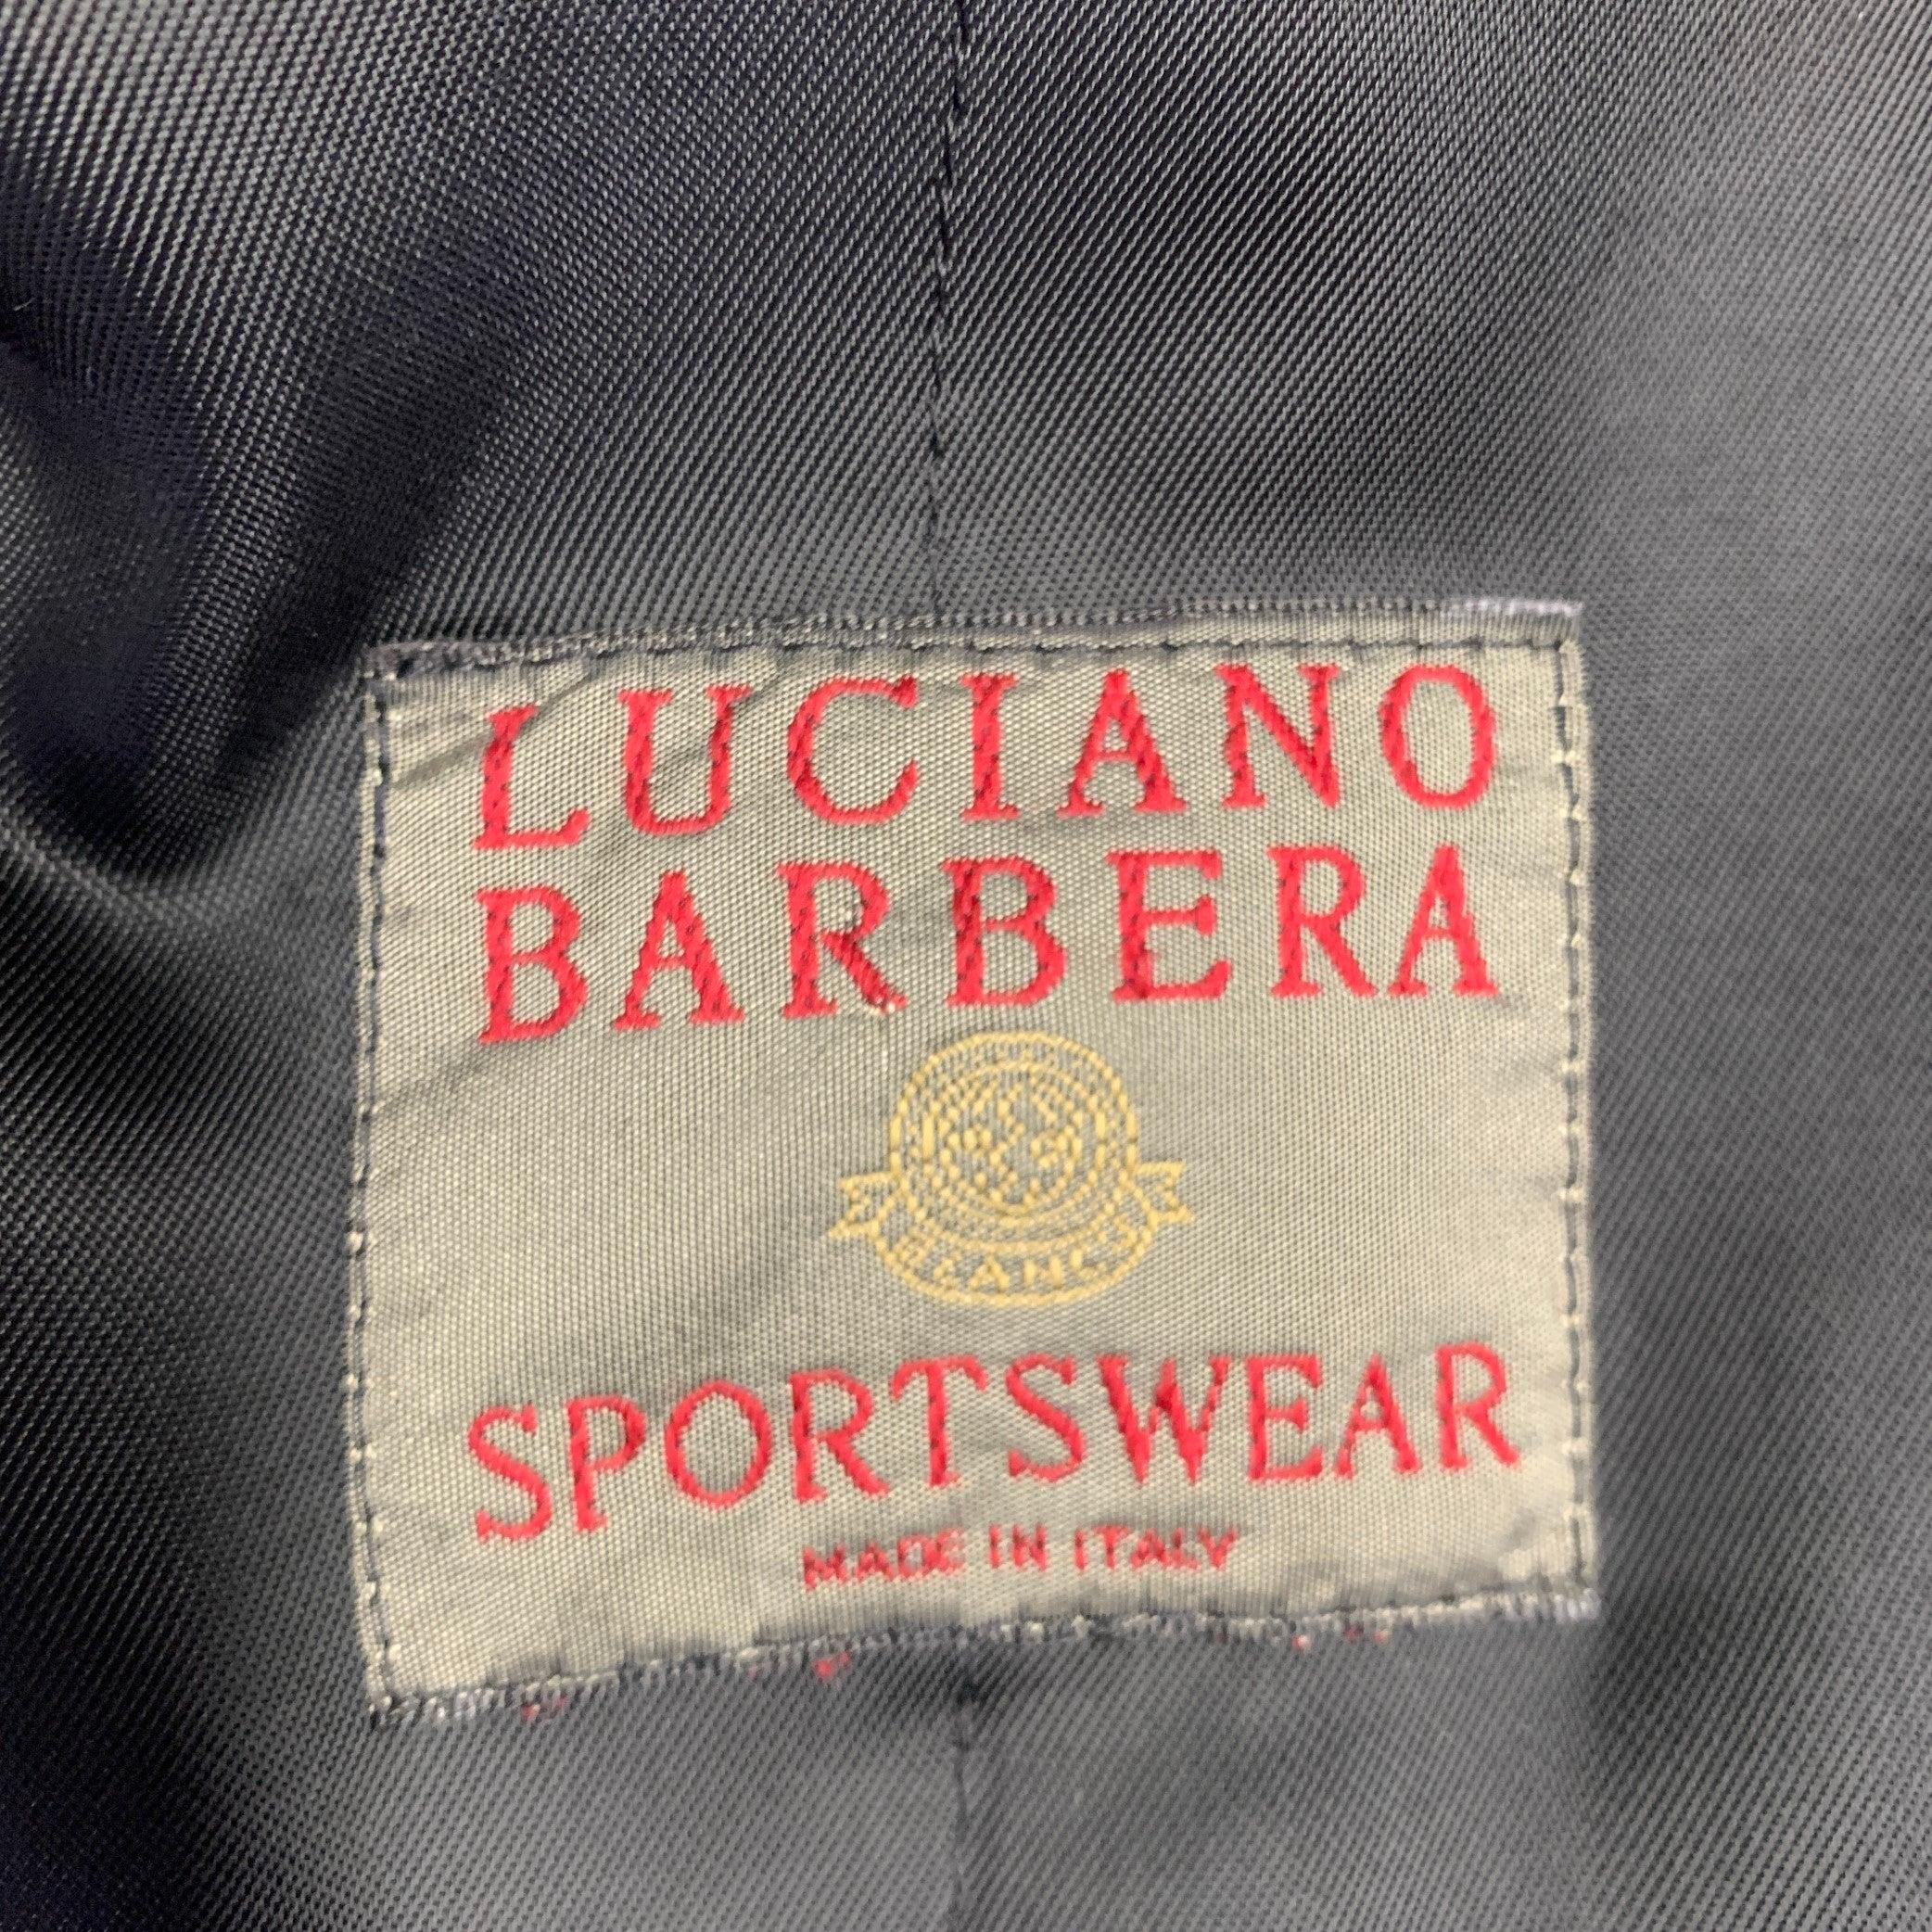 LUCIANO
BARBERA
SPORTSWEAR
MADE IN ITALY